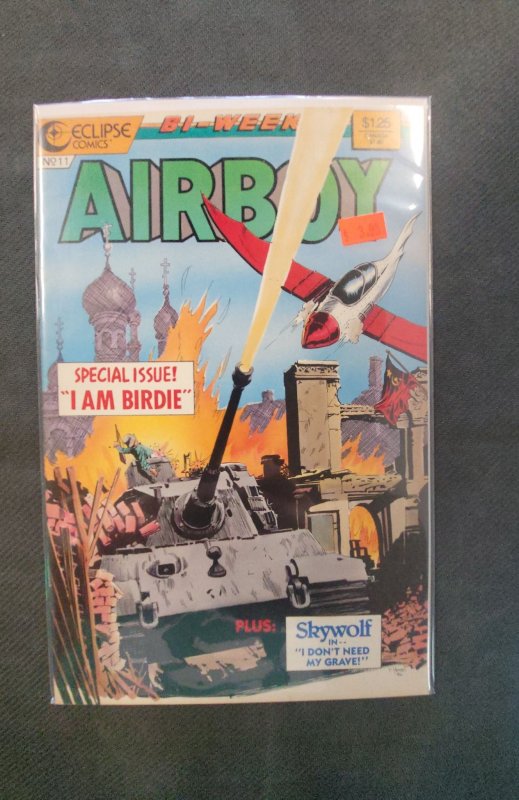 ECLIPSE
COMICS™
BI-WEEK
$1.25
No 11
AIRBOY
SPECIAL ISSUE!
"I AM BIRDIE"
PLUS:
Skywolf
IN--
"I DON'T NEED
MY GRAVE!"